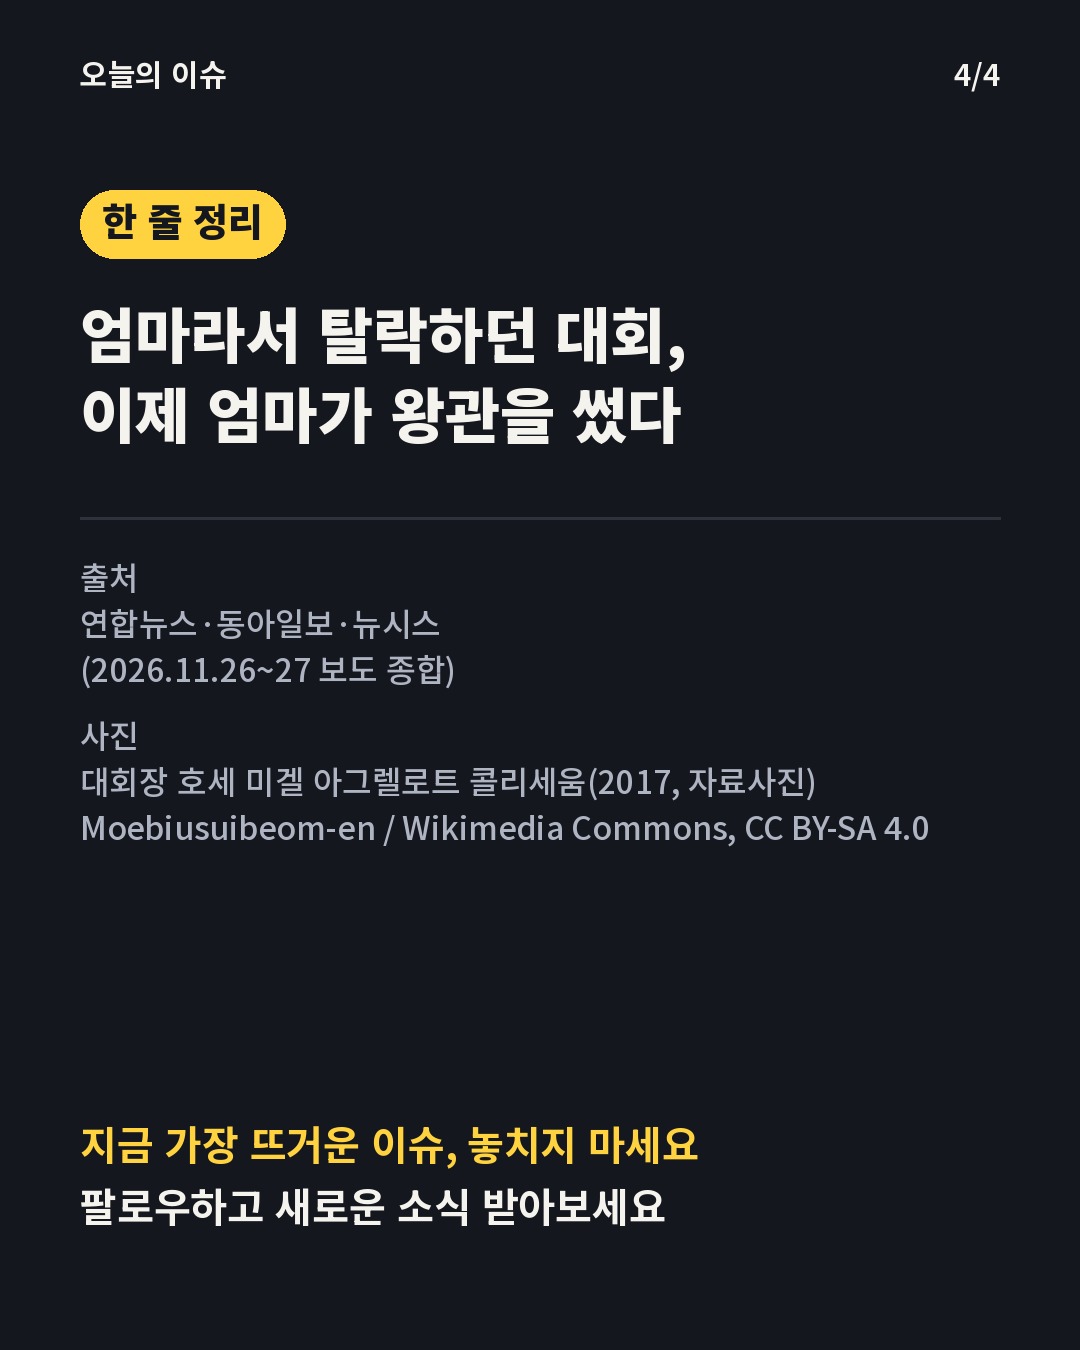 오늘의 이슈
4/4
한 줄 정리
엄마라서 탈락하던 대회,
이제 엄마가 왕관을 썼다
출처
연합뉴스·동아일보·뉴시스
(2026.11.26~27 보도 종합)
사진
대회장 호세 미겔 아그렐로트 콜리세움(2017, 자료사진)
Moebiusuibeom-en / Wikimedia Commons, CC BY-SA 4.0
지금 가장 뜨거운 이슈, 놓치지 마세요
팔로우하고 새로운 소식 받아보세요